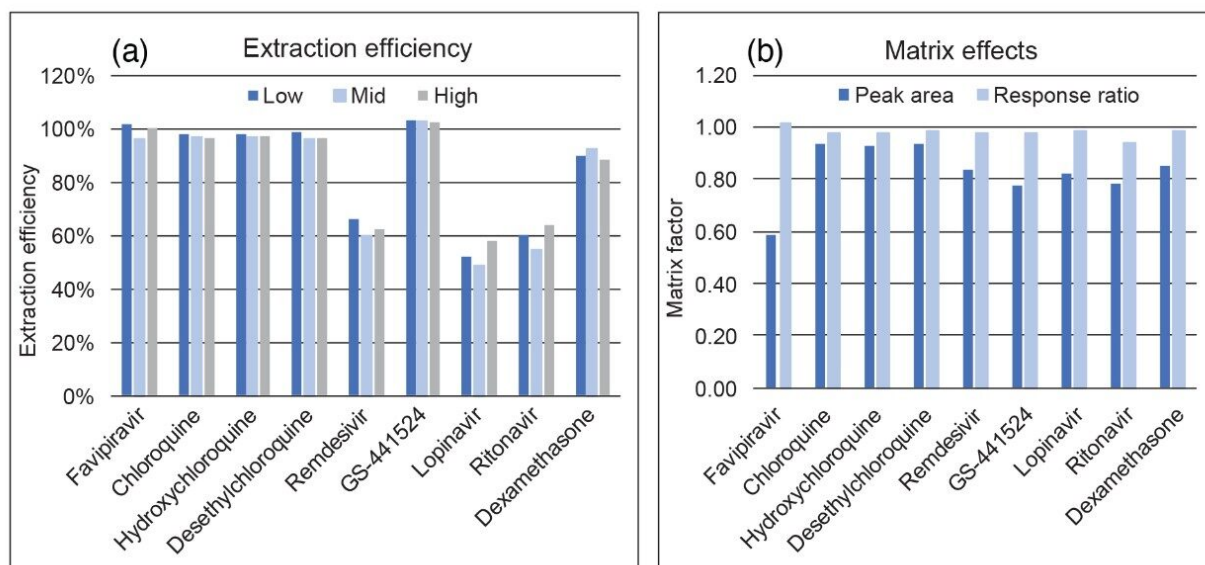 (a) Extraction efficiency
Low Mid High
Extraction efficiency
120%
100%
80%
60%
40%
20%
0%
Favipiravir
Chloroquine
Hydroxychloroquine
Desethylchloroquine
Remdesivir
GS-441524
Lopinavir
Ritonavir
Dexamethasone
(b) Matrix effects
Peak area Response ratio
Matrix factor
1.20
1.00
0.80
0.60
0.40
0.20
0.00
Favipiravir
Chloroquine
Hydroxychloroquine
Desethylchloroquine
Remdesivir
GS-441524
Lopinavir
Ritonavir
Dexamethasone